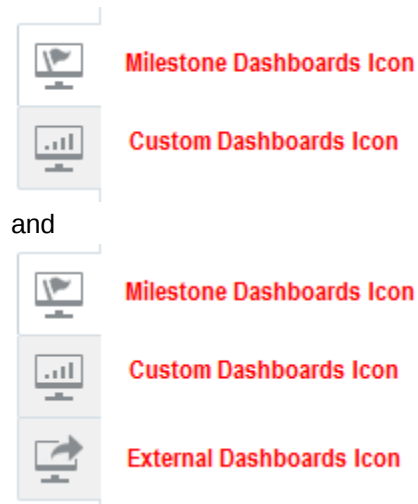 Milestone Dashboards Icon
Custom Dashboards Icon
and
Milestone Dashboards Icon
Custom Dashboards Icon
External Dashboards Icon